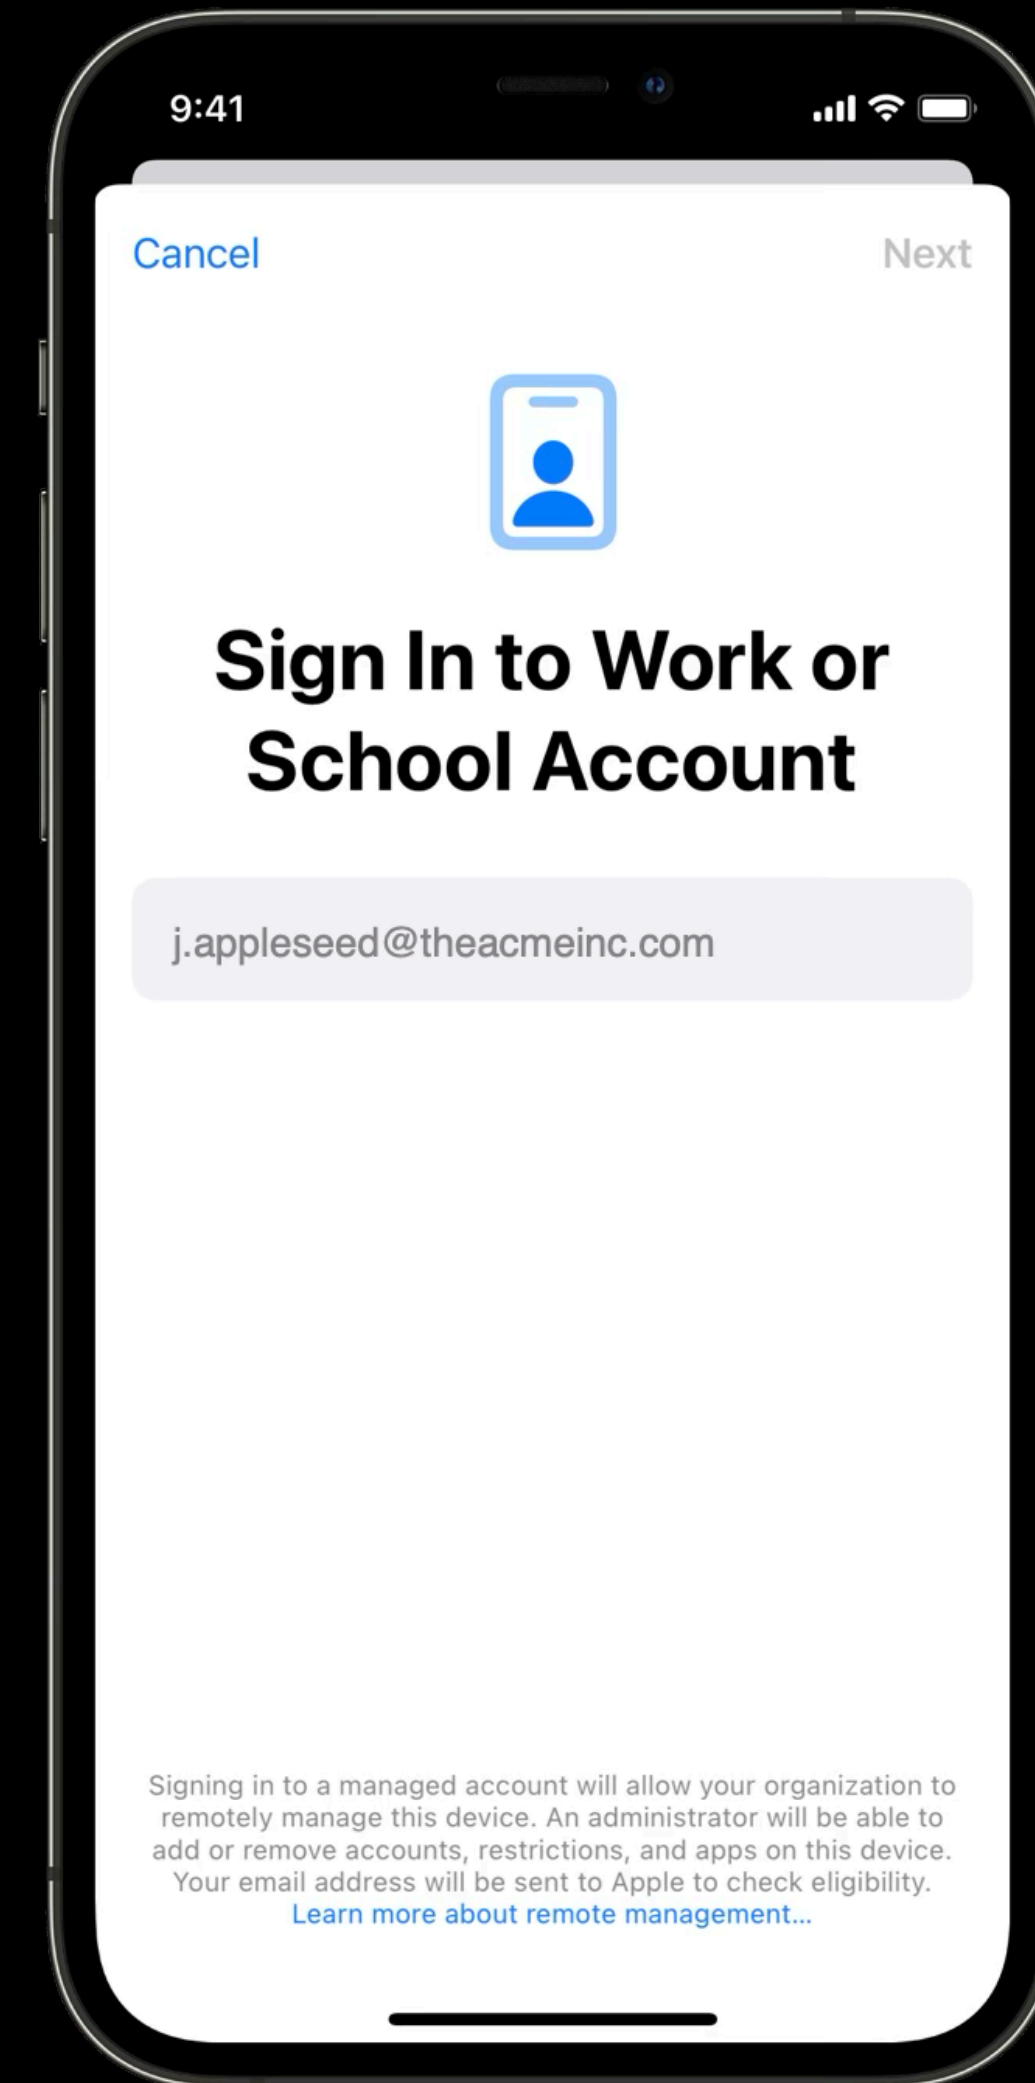 9:41
Cancel
Next
Sign In to Work or
School Account
j.appleseed@theacmeinc.com
Signing in to a managed account will allow your organization to
remotely manage this device. An administrator will be able to
add or remove accounts, restrictions, and apps on this device.
Your email address will be sent to Apple to check eligibility.
Learn more about remote management...